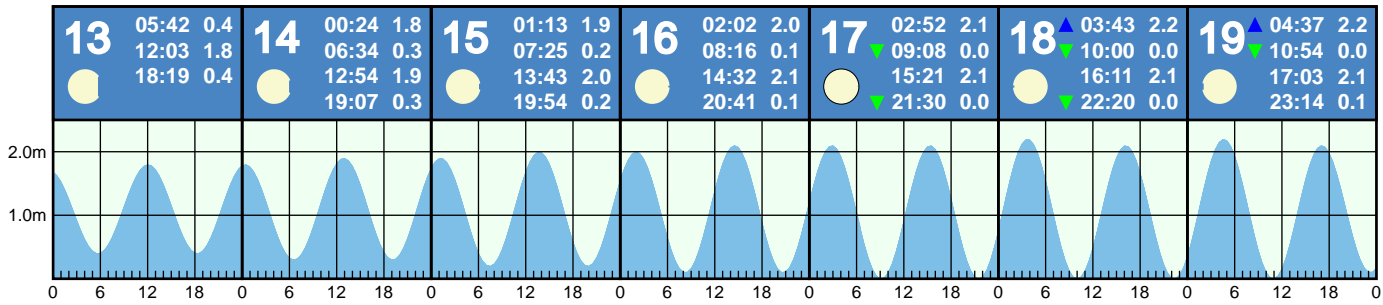 13
05:42 0.4
12:03 1.8
18:19 0.4
14
00:24 1.8
06:34 0.3
12:54 1.9
19:07 0.3
15
01:13 1.9
07:25 0.2
13:43 2.0
19:54 0.2
16
02:02 2.0
08:16 0.1
14:32 2.1
20:41 0.1
17
02:52 2.1
▼ 09:08 0.0
15:21 2.1
▼ 21:30 0.0
18
▲ 03:43 2.2
▼ 10:00 0.0
16:11 2.1
▼ 22:20 0.0
19
▲ 04:37 2.2
▼ 10:54 0.0
17:03 2.1
23:14 0.1
2.0m
1.0m
0 6 12 18 0 6 12 18 0 6 12 18 0 6 12 18 0 6 12 18 0 6 12 18 0 6 12 18 0